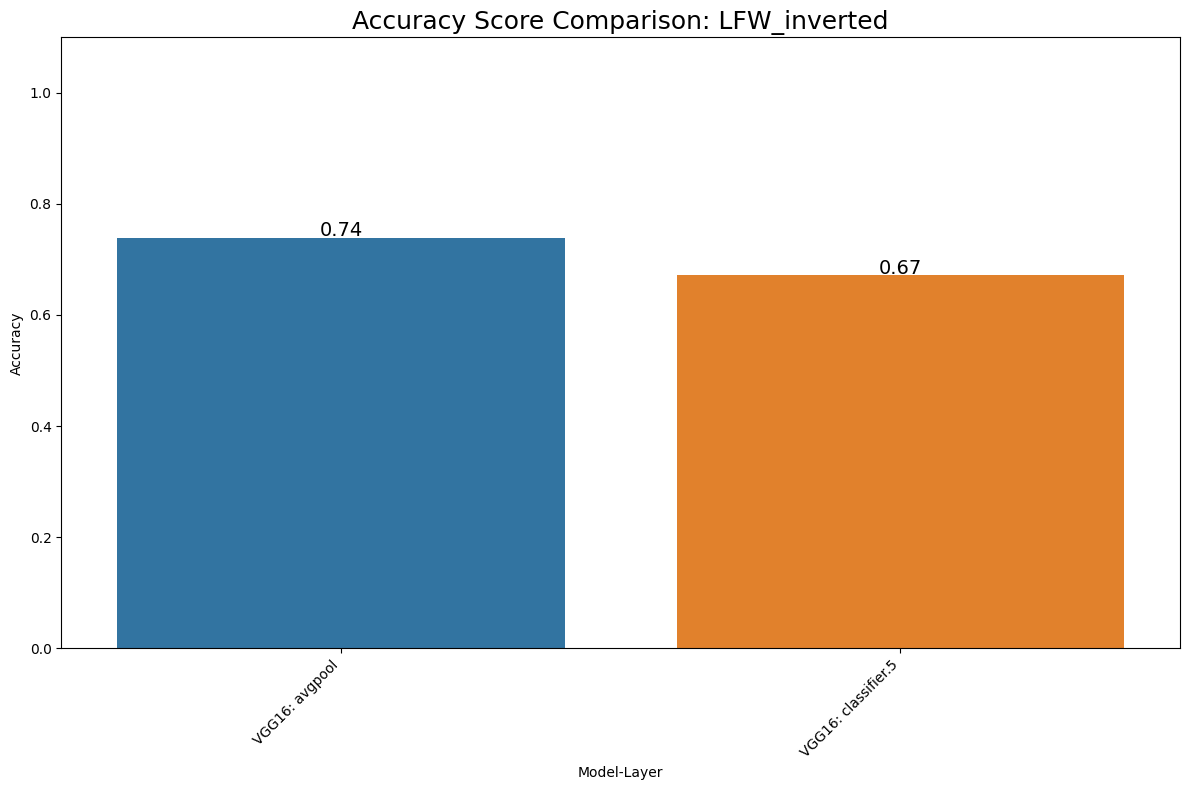 Accuracy Score Comparison: LFW_inverted
1.0
0.8
0.6
0.4
0.2
0.0
Accuracy
0.74
0.67
VGG16: avgpool
VGG16: classifier.5
Model-Layer